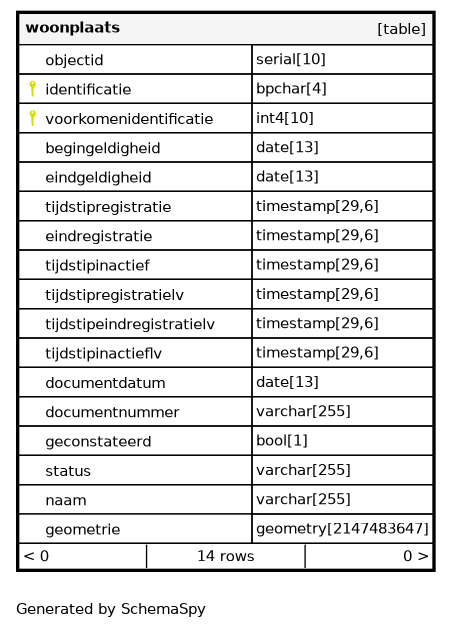 woonplaats [table]
objectid serial[10]
identificatie bpchar[4]
voorkomenidentificatie int4[10]
begingeldigheid date[13]
eindgeldigheid date[13]
tijdstipregistratie timestamp[29,6]
eindregistratie timestamp[29,6]
tijdstipinactief timestamp[29,6]
tijdstipregistratielv timestamp[29,6]
tijdstipeindregistratielv timestamp[29,6]
tijdstipinactieflv timestamp[29,6]
documentdatum date[13]
documentnummer varchar[255]
geconstateerd bool[1]
status varchar[255]
naam varchar[255]
geometrie geometry[2147483647]
< 0 14 rows 0 >
Generated by SchemaSpy